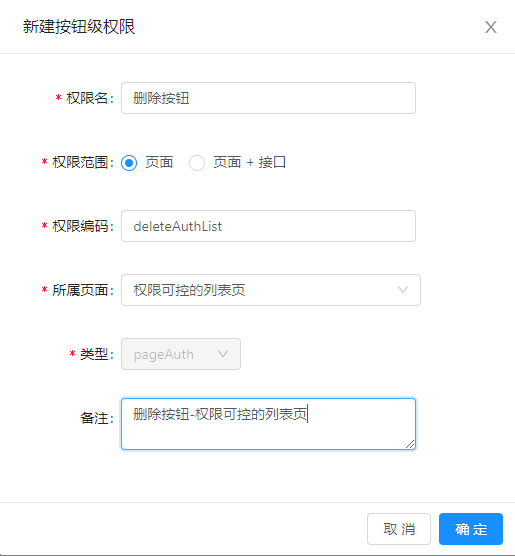 新建按钮级权限
* 权限名: 删除按钮
* 权限范围: 页面 页面 + 接口
* 权限编码: deleteAuthList
* 所属页面: 权限可控的列表页
* 类型: pageAuth
备注: 删除按钮-权限可控的列表页
取 消 确 定